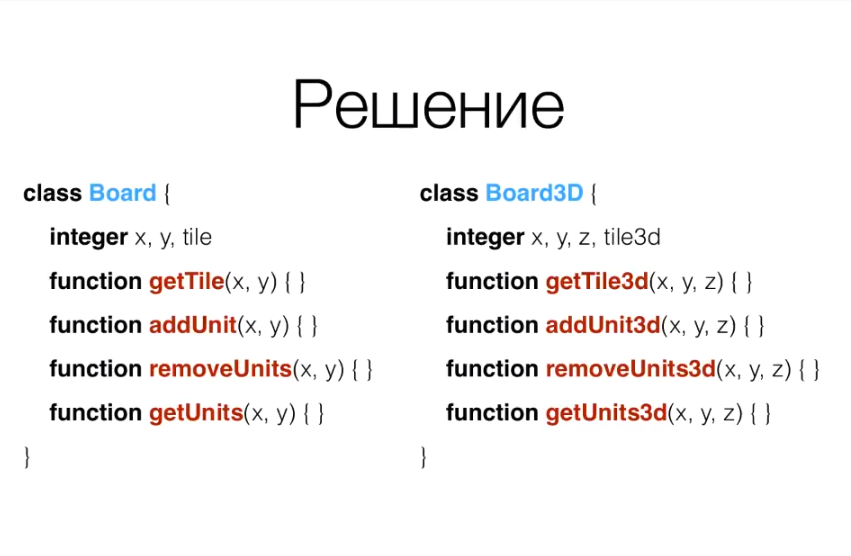 Решение
class Board {
integer x, y, tile
function getTile(x, y) { }
function addUnit(x, y) { }
function removeUnits(x, y) { }
function getUnits(x, y) { }
}
class Board3D {
integer x, y, z, tile3d
function getTile3d(x, y, z) { }
function addUnit3d(x, y, z) { }
function removeUnits3d(x, y, z) { }
function getUnits3d(x, y, z) { }
}